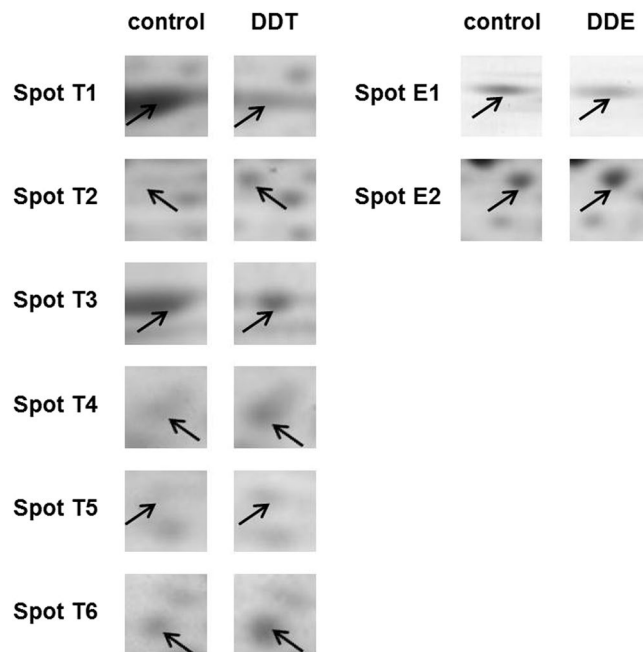 control DDT control DDE
Spot T1 Spot E1
Spot T2 Spot E2
Spot T3
Spot T4
Spot T5
Spot T6